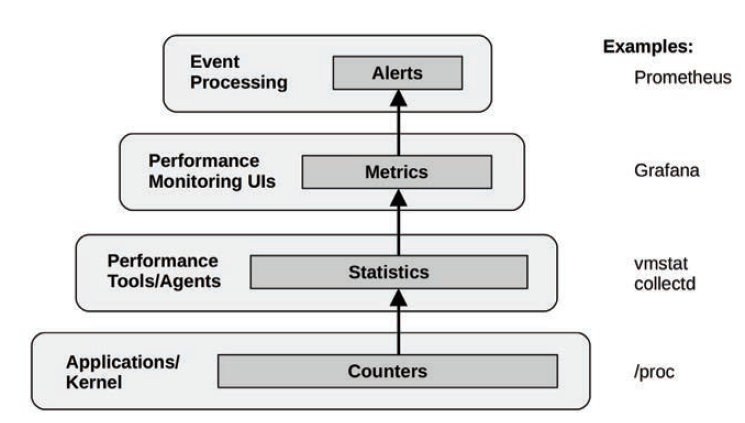 Examples:
Event
Processing
Alerts
Prometheus
Performance
Monitoring UIs
Metrics
Grafana
Performance
Tools/Agents
Statistics
vmstat
collectd
Applications/
Kernel
Counters
/proc